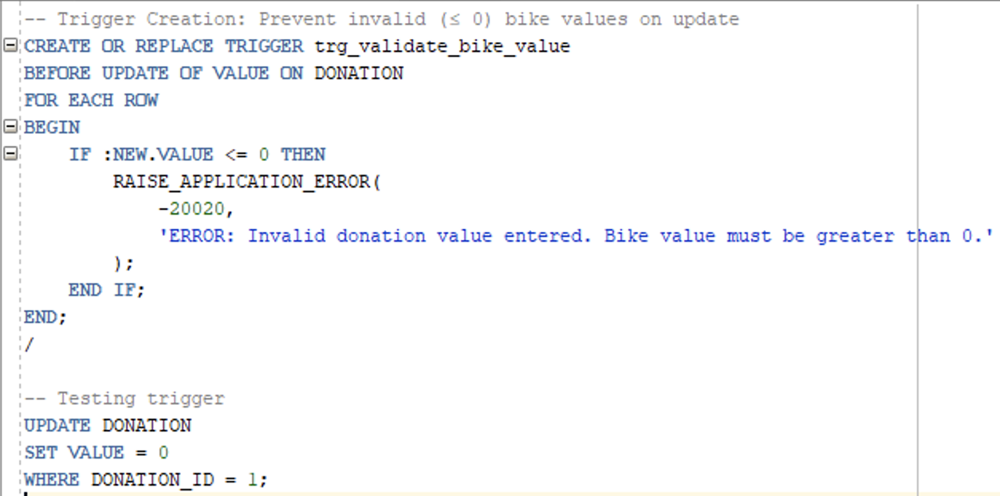 -- Trigger Creation: Prevent invalid (≤ 0) bike values on update
CREATE OR REPLACE TRIGGER trg_validate_bike_value
BEFORE UPDATE OF VALUE ON DONATION
FOR EACH ROW
BEGIN
    IF :NEW.VALUE <= 0 THEN
        RAISE_APPLICATION_ERROR(
            -20020,
            'ERROR: Invalid donation value entered. Bike value must be greater than 0.'
        );
    END IF;
END;
/

-- Testing trigger
UPDATE DONATION
SET VALUE = 0
WHERE DONATION_ID = 1;